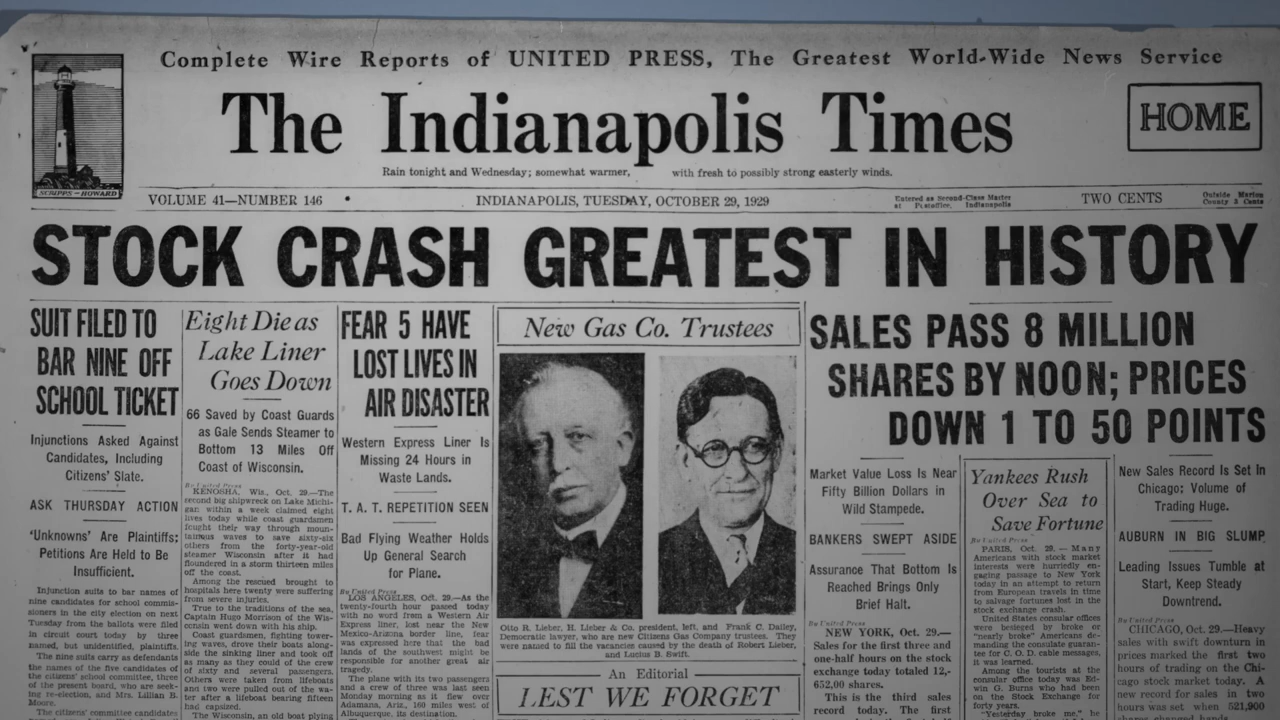 Complete Wire Reports of UNITED PRESS, The Greatest World-Wide News Service
SCRIPPS—HOWARD
The Indianapolis Times
HOME
Rain tonight and Wednesday; somewhat warmer, with fresh to possibly strong easterly winds.
VOLUME 41—NUMBER 146
INDIANAPOLIS, TUESDAY, OCTOBER 29, 1929
Entered as Second-Class Matter
at Postoffice, Indianapolis
TWO CENTS
Outside Marion
County 3 Cents
STOCK CRASH GREATEST IN HISTORY
SUIT FILED TO
BAR NINE OFF
SCHOOL TICKET
Injunctions Asked Against
Candidates, Including
Citizens' Slate.
ASK THURSDAY ACTION
'Unknowns' Are Plaintiffs;
Petitions Are Held to Be
Insufficient.
Injunction suits to bar names of
nine candidates for school commis-
sioners in the city election on next
Tuesday from the ballots were filed
in circuit court today by three
named, but unidentified, plaintiffs.
The nine suits carry as defendants
the names of the five candidates of
the citizens' school committee, three
of the present board, who are seek-
ing re-election, and Mrs. Lillian B.
Moore.
The citizens' committee candidates
Eight Die as
Lake Liner
Goes Down
66 Saved by Coast Guards
as Gale Sends Steamer to
Bottom 13 Miles Off
Coast of Wisconsin.
By United Press
KENOSHA, Wis., Oct. 29.—The
second big shipwreck on Lake Michi-
gan within a week claimed eight
lives today while coast guardsmen
fought their way through moun-
tainous waves to save sixty-six
others from the forty-year-old
steamer Wisconsin after it had
floundered in a storm thirteen miles
off the coast.
Among the rescued brought to
hospitals here twenty were suffering
from severe injuries.
True to the traditions of the sea,
Captain Hugo Morrison of the Wis-
consin went down with his ship.
Coast guardsmen, fighting tower-
ing waves, drove their boats along-
side the sinking liner and took off
as many as they could of the crew
of sixty and several passengers.
Others were taken from lifeboats
and two were pulled out of the wa-
ter after a lifeboat bearing fifteen
had capsized.
The Wisconsin, an old boat plying
FEAR 5 HAVE
LOST LIVES IN
AIR DISASTER
Western Express Liner Is
Missing 24 Hours in
Waste Lands.
T. A. T. REPETITION SEEN
Bad Flying Weather Holds
Up General Search
for Plane.
By United Press
LOS ANGELES, Oct. 29—As the
twenty-fourth hour passed today
with no word from a Western Air
Express liner, lost near the New
Mexico-Arizona border line, fear
was expressed here that the bad
lands of the southwest might be
responsible for another great air
tragedy.
The plane with its two passengers
and a crew of three was last seen
Monday morning as it flew over
Adamana, Ariz., 160 miles west of
Albuquerque, its destination.
New Gas Co. Trustees
Otto R. Lieber, H. Lieber & Co. president, left, and Frank C. Dailey,
Democratic lawyer, who are new Citizens Gas Company trustees. They
were named to fill the vacancies caused by the death of Robert Lieber,
and Lucius B. Swift.
An Editorial
LEST WE FORGET
SALES PASS 8 MILLION
SHARES BY NOON; PRICES
DOWN 1 TO 50 POINTS
Market Value Loss Is Near
Fifty Billion Dollars in
Wild Stampede.
BANKERS SWEPT ASIDE
Assurance That Bottom Is
Reached Brings Only
Brief Halt.
By United Press
NEW YORK, Oct. 29.—
Sales for the first three and
one-half hours on the stock
exchange today totaled 12,-
652,00 shares.
This is the third sales
record today. The first
Yankees Rush
Over Sea to
Save Fortune
By United Press
PARIS, Oct. 29. — Many
Americans with stock market
interests were hurriedly en-
gaging passage to New York
today in an attempt to return
from European travels in time
to salvage fortunes lost in the
stock exchange crash.
United States consular offices
were besieged by broke or
"nearly broke" Americans de-
manding the consulate guaran-
tee for C. O. D. cable messages,
it was learned.
Among the tourists at the
consular office today was Ed-
win G. Burns who had been
on the Stock Exchange for
forty years.
"Yesterday broke me," he
New Sales Record Is Set in
Chicago; Volume of
Trading Huge.
AUBURN IN BIG SLUMP
Leading Issues Tumble at
Start, Keep Steady
Downtrend.
By United Press
CHICAGO, Oct. 29.—Heavy
sales with swift downturn in
prices marked the first two
hours of trading on the Chi-
cago stock market today. A
new record for sales in two
hours was set when 521,900
shares changed hands.